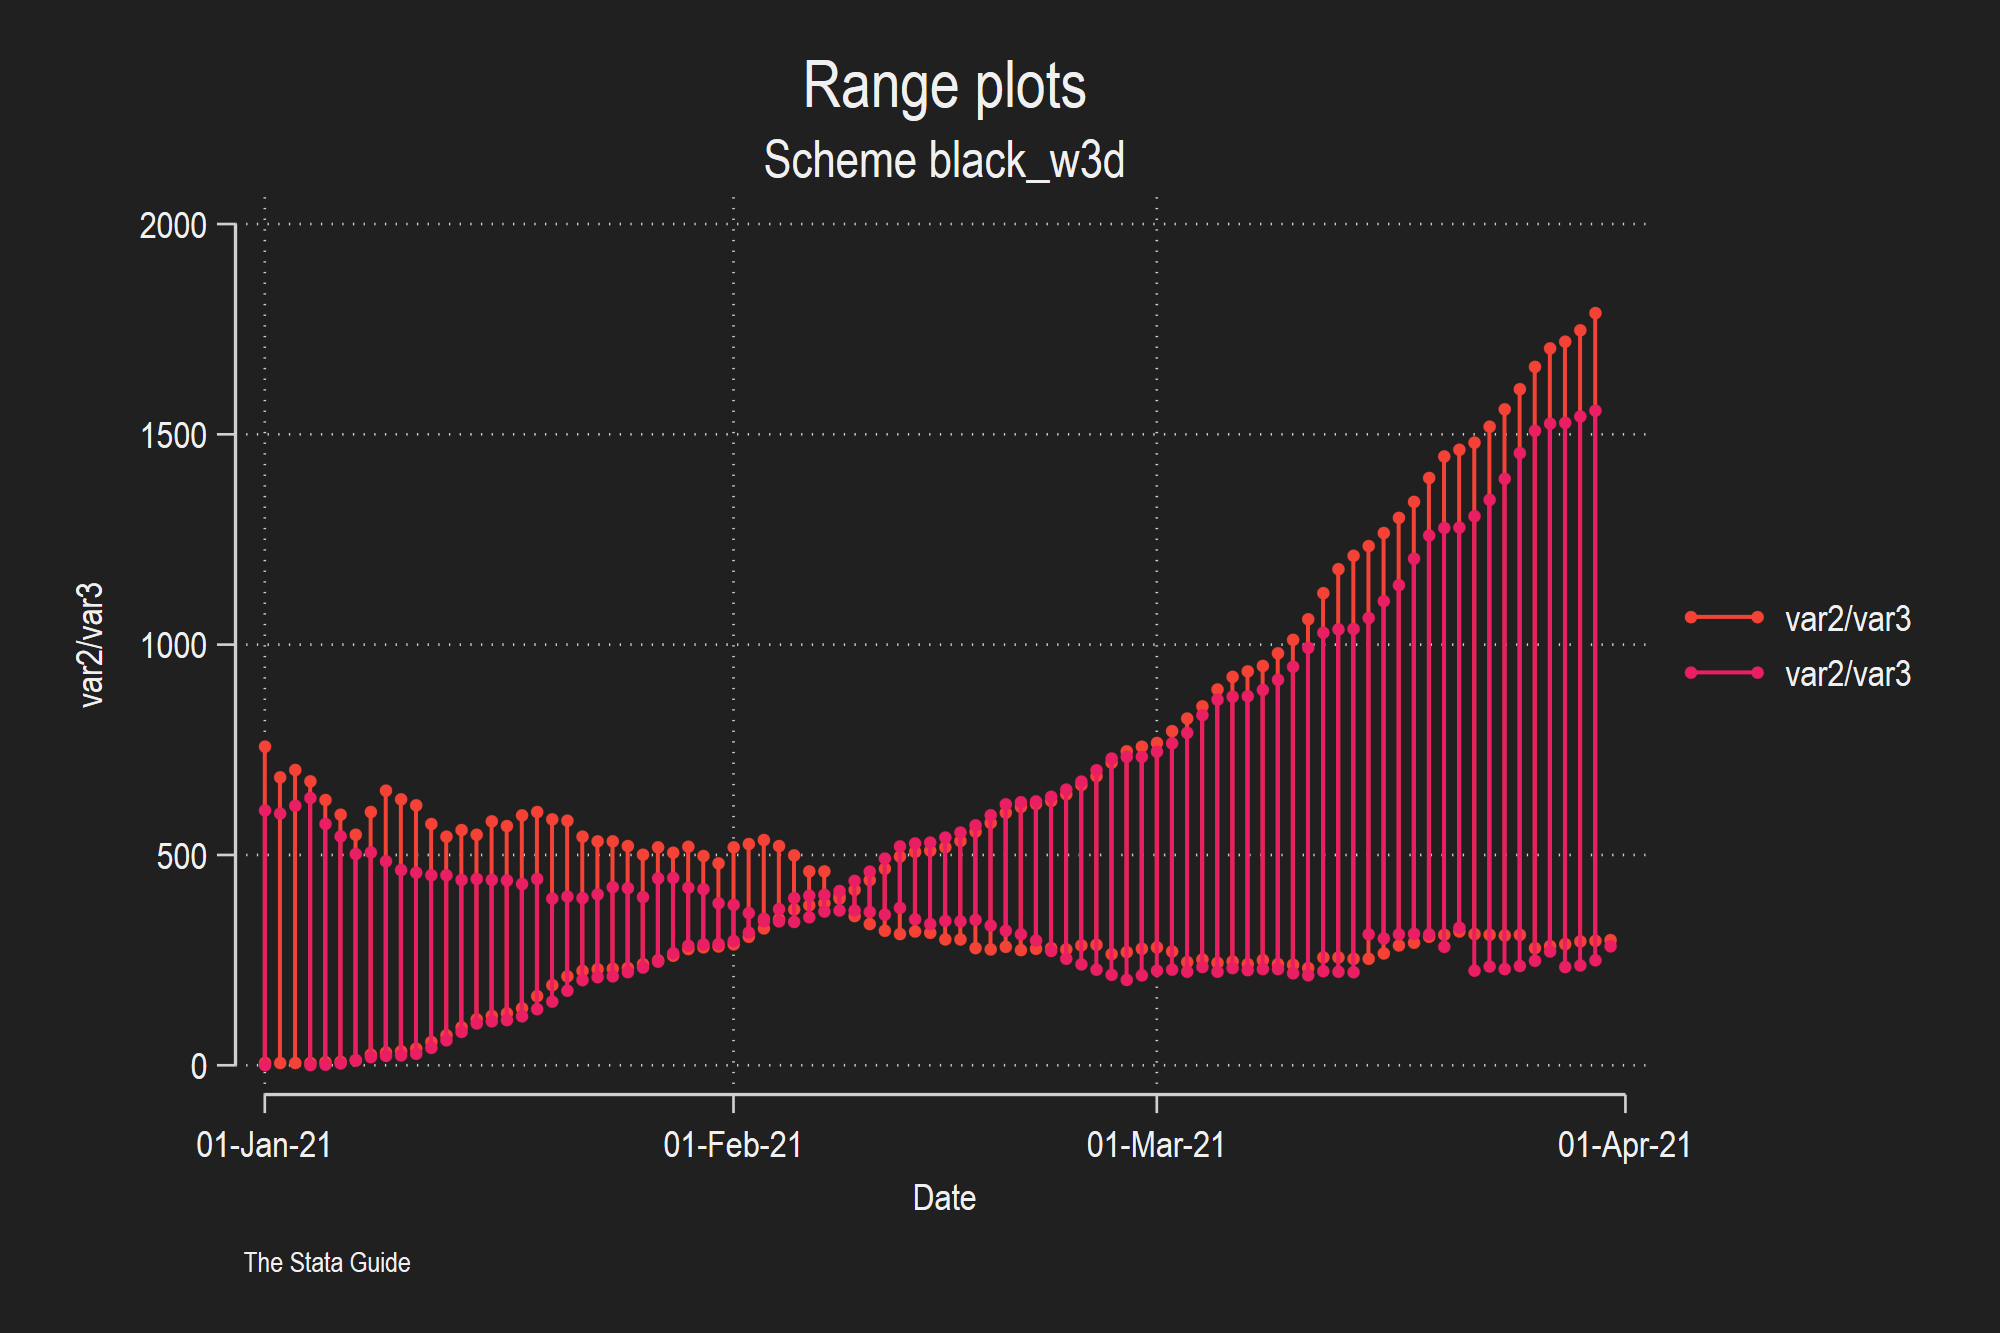 Range plots
Scheme black_w3d
2000
1500
1000
500
0
var2/var3
01-Jan-21
01-Feb-21
01-Mar-21
01-Apr-21
Date
var2/var3
var2/var3
The Stata Guide